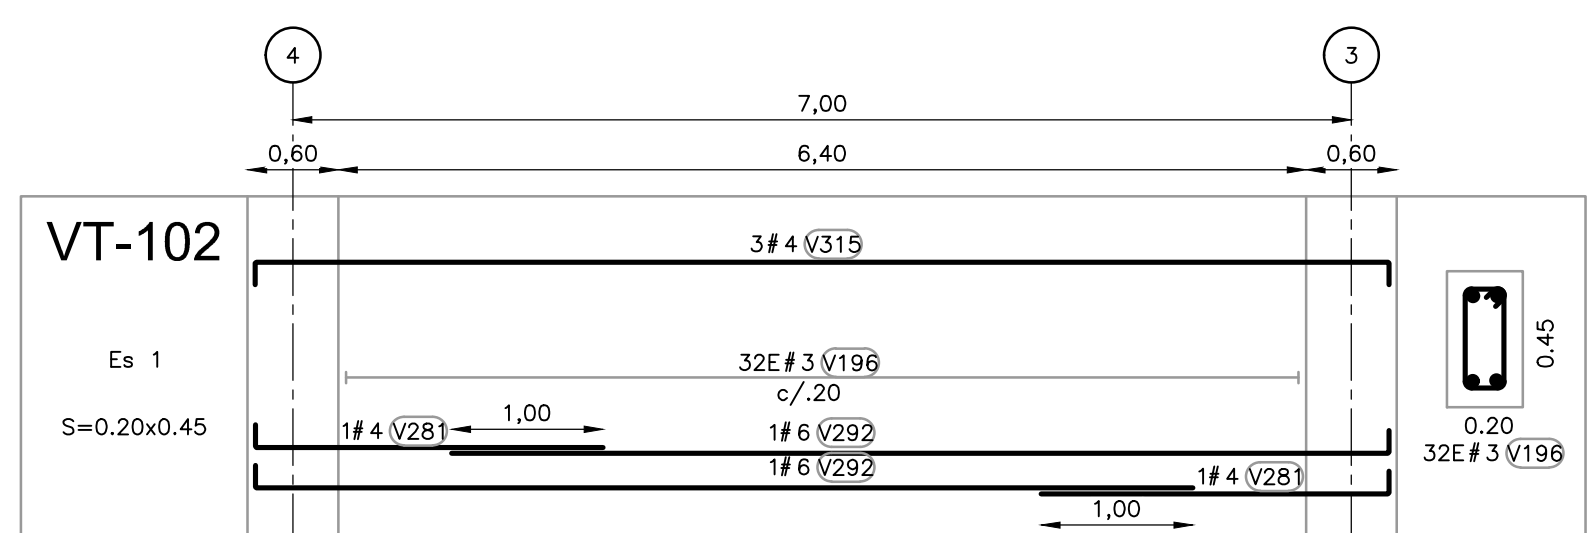 4
3
7,00
0,60
6,40
0,60
VT-102
3#4 V315
Es 1
32E#3 V196
c/.20
0.45
S=0.20x0.45
1#4 V281
1,00
1#6 V292
0.20
32E#3 V196
1#6 V292
1#4 V281
1,00